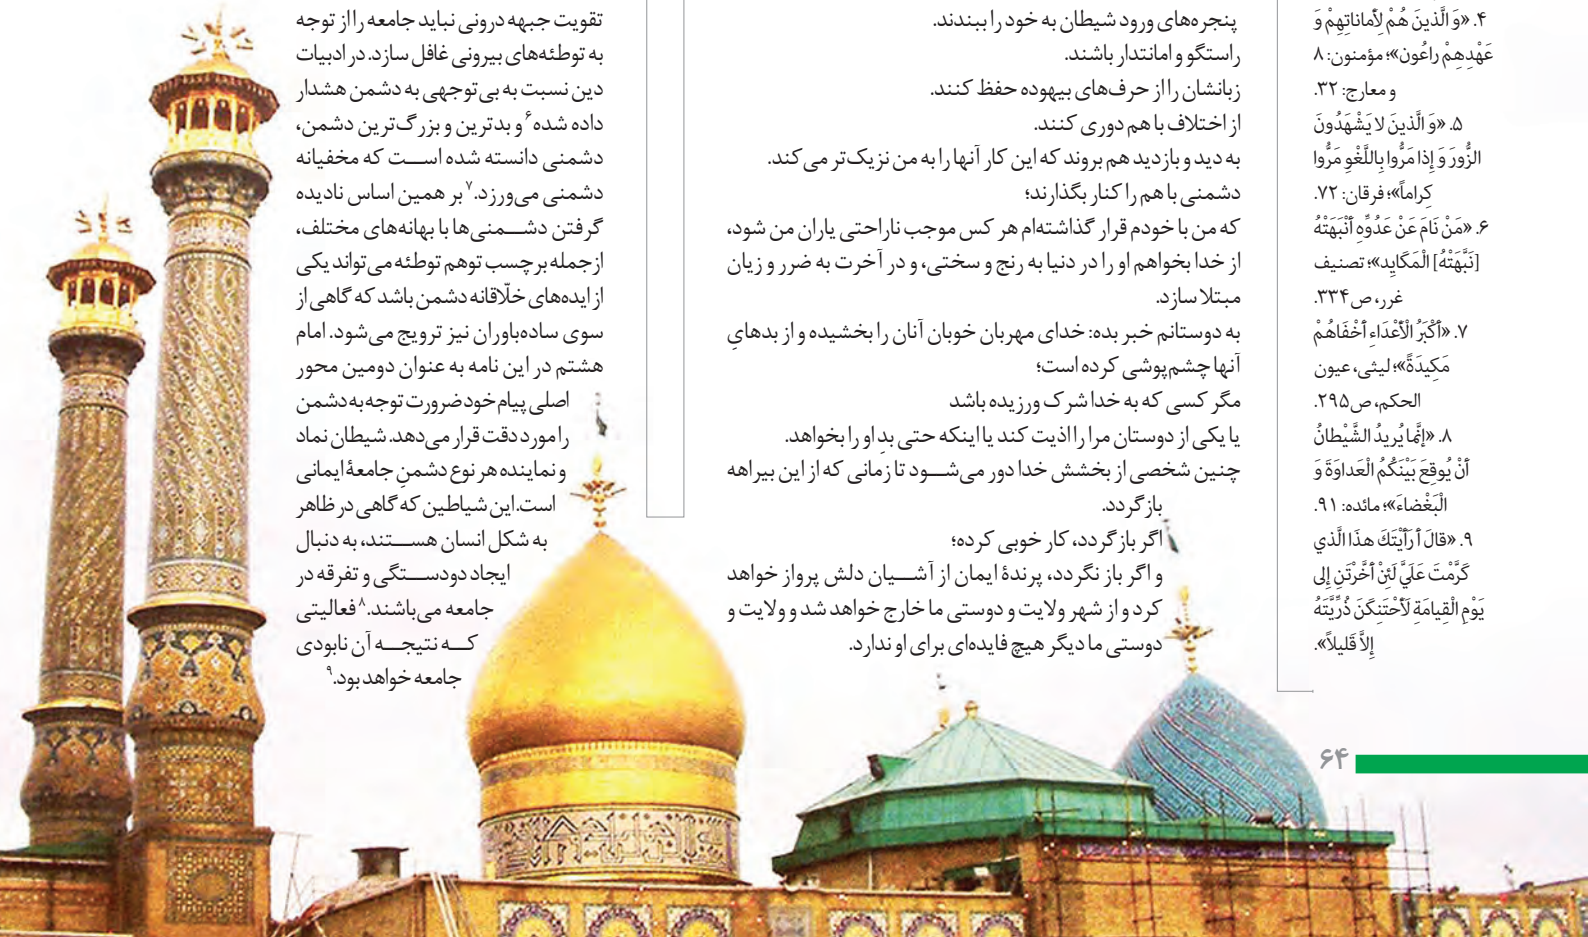 پنجره‌های ورود شیطان به خود را ببندند.
راستگو و امانتدار باشند.
زبانشان را از حرف‌های بیهوده حفظ کنند.
از اختلاف با هم دوری کنند.
به دید و بازدید هم بروند که این کار آنها را به من نزیک‌تر می‌کند.
دشمنی با هم را کنار بگذارند؛
که من با خودم قرار گذاشته‌ام هر کس موجب ناراحتی یاران من شود،
از خدا بخواهم او را در دنیا به رنج و سختی، و در آخرت به ضرر و زیان
مبتلا سازد.
به دوستانم خبر بده: خدای مهربان خوبان آنان را بخشیده و از بدهایِ
آنها چشم‌پوشی کرده است؛
مگر کسی که به خدا شرک ورزیده باشد
یا یکی از دوستان مرا را اذیت کند یا اینکه حتی بدِ او را بخواهد.
چنین شخصی از بخشش خدا دور می‌شود تا زمانی که از این بیراهه
بازگردد.
اگر باز گردد، کار خوبی کرده؛
و اگر باز نگردد، پرندهٔ ایمان از آشیان دلش پرواز خواهد
کرد و از شهر ولایت و دوستی ما خارج خواهد شد و ولایت و
دوستی ما دیگر هیچ فایده‌ای برای او ندارد.
تقویت جبهه درونی نباید جامعه را از توجه
به توطئه‌های بیرونی غافل سازد. در ادبیات
دین نسبت به بی‌توجهی به دشمن هشدار
داده شده۶ و بدترین و بزرگ‌ترین دشمن،
دشمنی دانسته شده است که مخفیانه
دشمنی می‌ورزد.۷ بر همین اساس نادیده
گرفتن دشمنی‌ها با بهانه‌های مختلف،
ازجمله برچسب توهم توطئه می‌تواند یکی
از ایده‌های خلّاقانه دشمن باشد که گاهی از
سوی ساده‌باوران نیز ترویج می‌شود. امام
هشتم در این نامه به عنوان دومین محور
اصلی پیام خود ضرورت توجه به دشمن
را مورد دقت قرار می‌دهد. شیطان نماد
و نماینده هر نوع دشمنِ جامعهٔ ایمانی
است. این شیاطین که گاهی در ظاهر
به شکل انسان هستند، به دنبال
ایجاد دودستگی و تفرقه در
جامعه می‌باشند.۸ فعالیتی
که نتیجه آن نابودی
جامعه خواهد بود.۹
۴. «وَ الَّذينَ هُمْ لِأَماناتِهِمْ وَ
عَهْدِهِمْ راعُون»؛ مؤمنون: ۸
و معارج: ۳۲.
۵. «وَ الَّذينَ لا يَشْهَدُونَ
الزُّورَ وَ إِذا مَرُّوا بِاللَّغْوِ مَرُّوا
كِراماً»؛ فرقان: ۷۲.
۶. «مَنْ نَامَ عَنْ عَدُوِّهِ أَنْبَهَتْهُ
[نَبَّهَتْهُ] الْمَكَايِد»؛ تصنیف
غرر، ص ۳۳۴.
۷. «أَكْبَرُ الْأَعْدَاءِ أَخْفَاهُمْ
مَكِيدَةً»؛ لیثی، عیون
الحکم، ص ۲۹۵.
۸. «إِنَّما يُريدُ الشَّيْطانُ
أَنْ يُوقِعَ بَيْنَكُمُ الْعَداوَةَ وَ
الْبَغْضاءَ»؛ مائده: ۹۱.
۹. «قالَ أَ رَأَيْتَكَ هذَا الَّذي
كَرَّمْتَ عَلَيَّ لَئِنْ أَخَّرْتَنِ إِلى
يَوْمِ الْقِيامَةِ لَأَحْتَنِكَنَّ ذُرِّيَّتَهُ
إِلاَّ قَليلاً».
۶۴